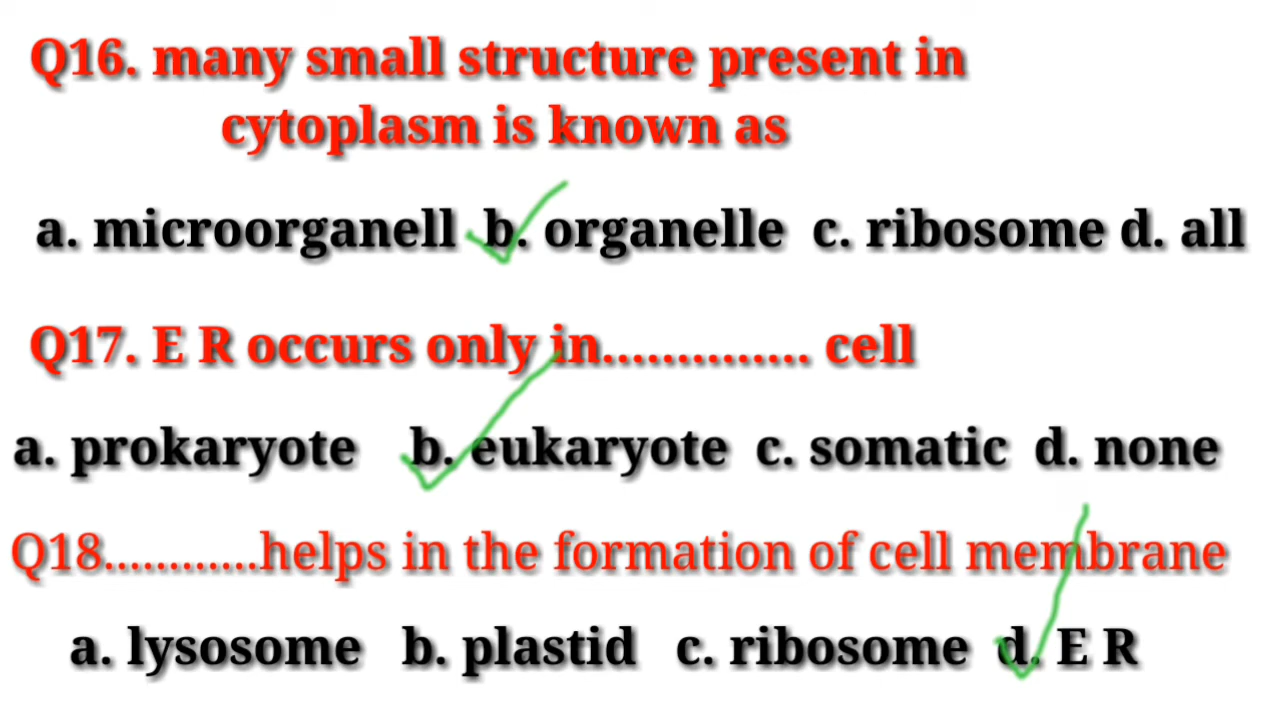 Q16. many small structure present in
cytoplasm is known as
a. microorganell b. organelle c. ribosome d. all
Q17. E R occurs only in.............. cell
a. prokaryote b. eukaryote c. somatic d. none
Q18............helps in the formation of cell membrane
a. lysosome b. plastid c. ribosome d. E R